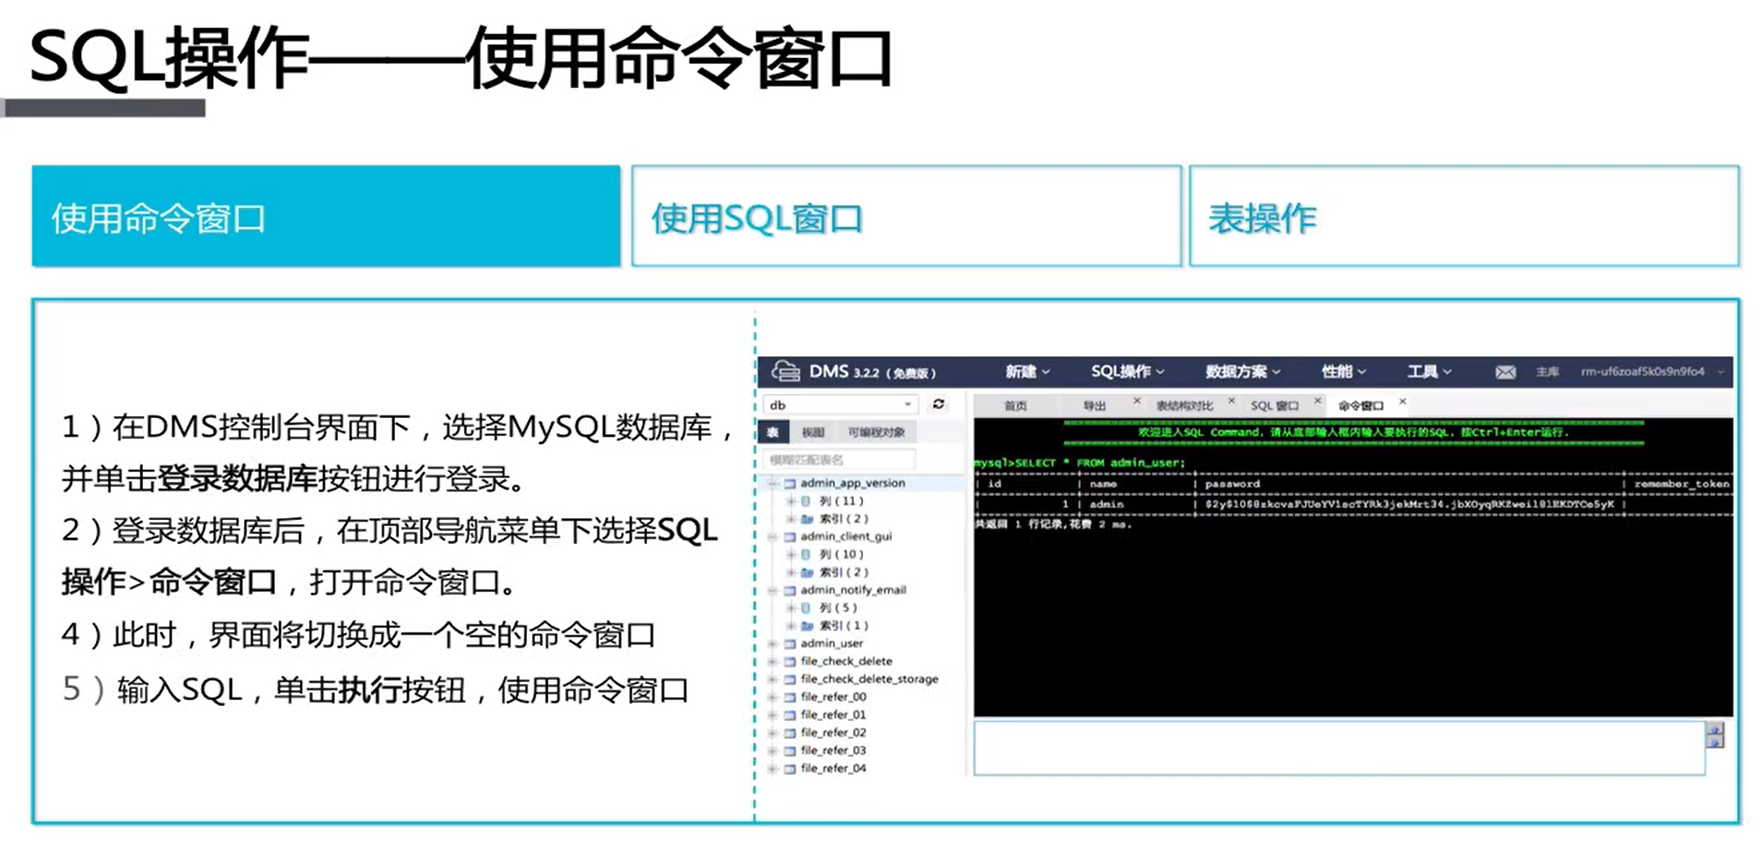 SQL操作——使用命令窗口
使用命令窗口
使用SQL窗口
表操作
1）在DMS控制台界面下，选择MySQL数据库，
并单击登录数据库按钮进行登录。
2）登录数据库后，在顶部导航菜单下选择SQL
操作>命令窗口，打开命令窗口。
4）此时，界面将切换成一个空的命令窗口
5）输入SQL，单击执行按钮，使用命令窗口
DMS 3.2.2（免费版）
新建
SQL操作
数据方案
性能
工具
主库
rm-uf6zoaf5k0s9n9fo4
db
表
视图
可编程对象
模糊匹配表名
admin_app_version
列（11）
索引（2）
admin_client_gui
列（10）
索引（2）
admin_notify_email
列（5）
索引（1）
admin_user
file_check_delete
file_check_delete_storage
file_refer_00
file_refer_01
file_refer_02
file_refer_03
file_refer_04
首页
导出
表结构对比
SQL 窗口
命令窗口
欢迎进入SQL Command，请从底部输入框内输入要执行的SQL，按Ctrl+Enter运行.
mysql>SELECT * FROM admin_user;
| id | name | password | remember_token
| 1 | admin |
共返回 1 行记录,花费 2 ms.